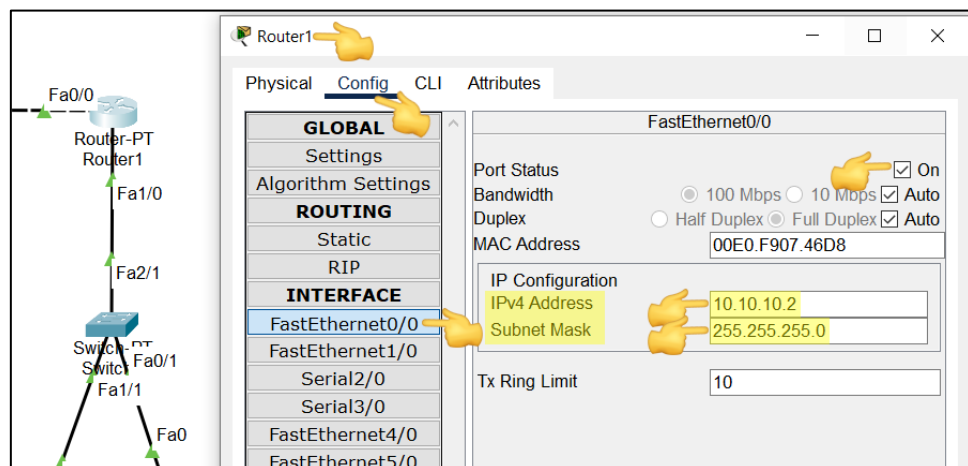 Router1
Physical Config CLI Attributes
Fa0/0
Router-PT
Router1
Fa1/0
Fa2/1
Fa0/1
Fa1/1
Fa0
GLOBAL
Settings
Algorithm Settings
ROUTING
Static
RIP
INTERFACE
FastEthernet0/0
FastEthernet1/0
Serial2/0
Serial3/0
FastEthernet4/0
FastEthernet5/0
FastEthernet0/0
Port Status On
Bandwidth 100 Mbps 10 Mbps Auto
Duplex Half Duplex Full Duplex Auto
MAC Address 00E0.F907.46D8
IP Configuration
IPv4 Address 10.10.10.2
Subnet Mask 255.255.255.0
Tx Ring Limit 10